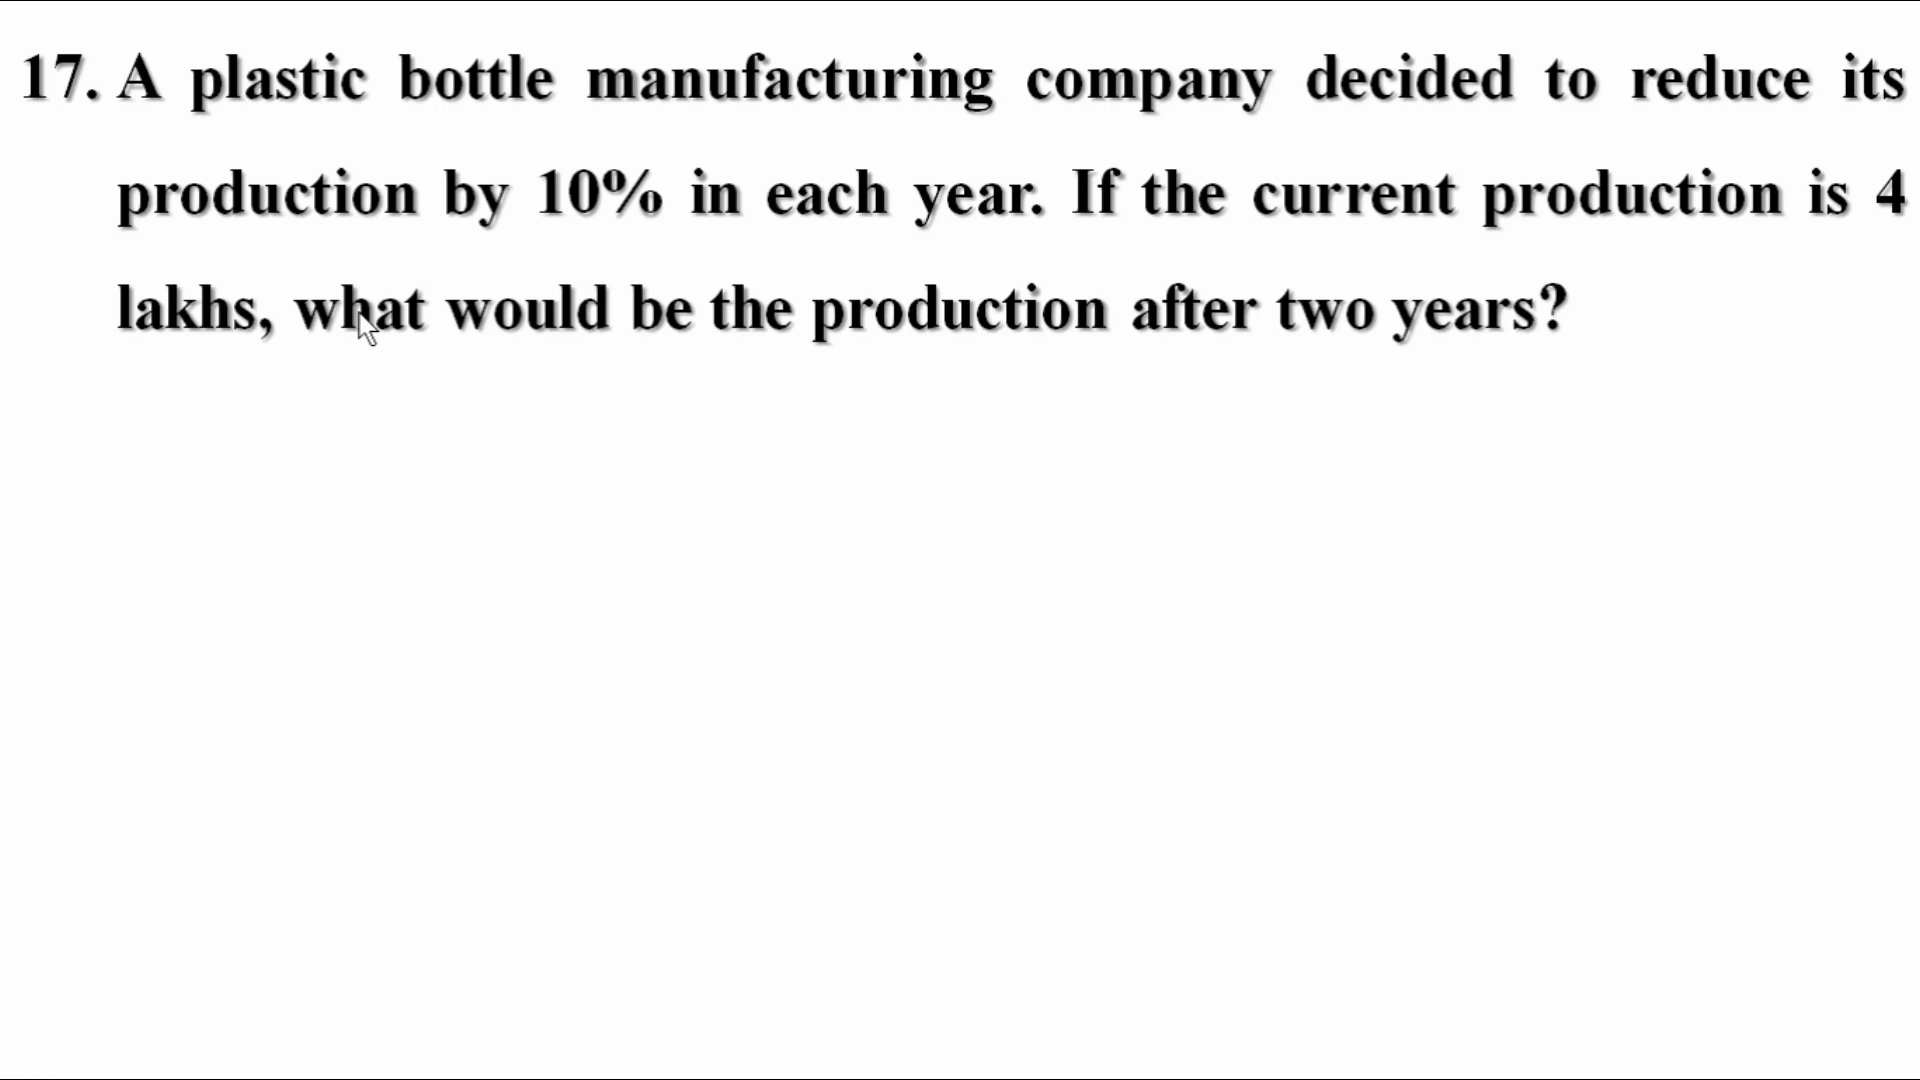 17. A plastic bottle manufacturing company decided to reduce its
production by 10% in each year. If the current production is 4
lakhs, what would be the production after two years?